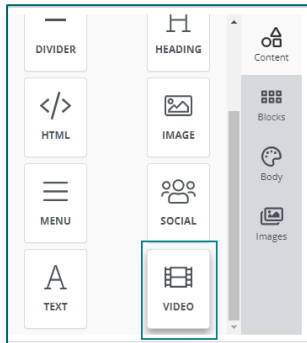 H
DIVIDER
HEADING
Content
</>
HTML
IMAGE
Blocks
MENU
SOCIAL
Body
Images
A
TEXT
VIDEO